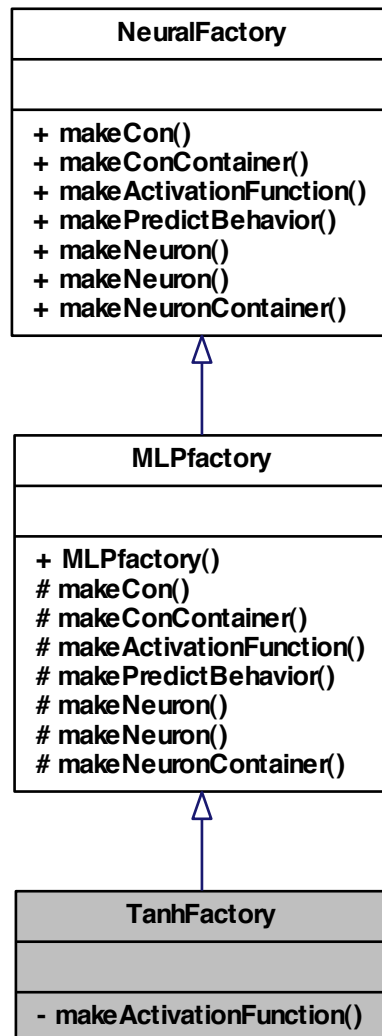 NeuralFactory
+ makeCon()
+ makeConContainer()
+ makeActivationFunction()
+ makePredictBehavior()
+ makeNeuron()
+ makeNeuron()
+ makeNeuronContainer()
MLPfactory
+ MLPfactory()
# makeCon()
# makeConContainer()
# makeActivationFunction()
# makePredictBehavior()
# makeNeuron()
# makeNeuron()
# makeNeuronContainer()
TanhFactory
- makeActivationFunction()